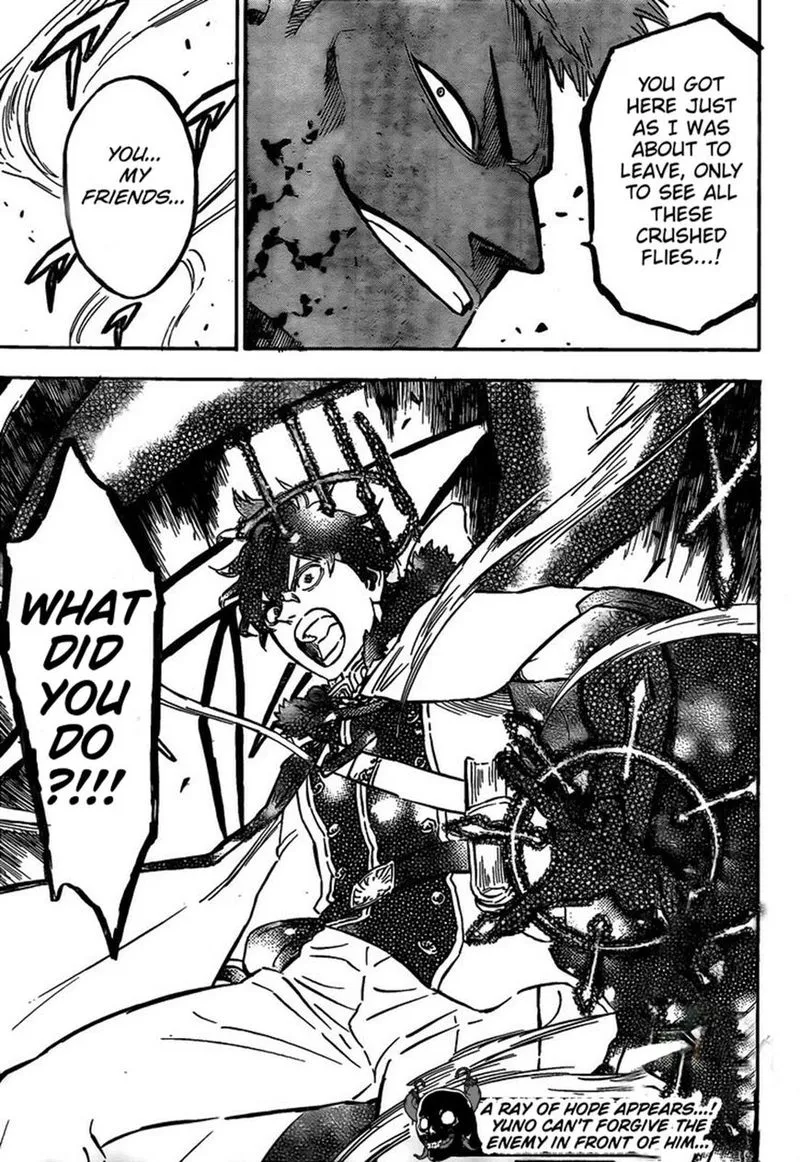 YOU GOT
HERE JUST
AS I WAS
ABOUT TO
LEAVE, ONLY
TO SEE ALL
THESE
CRUSHED
FLIES...!
YOU...
MY
FRIENDS...
WHAT
DID
YOU
DO
?!!!
A RAY OF HOPE APPEARS...!
YUNO CAN'T FORGIVE THE
ENEMY IN FRONT OF HIM...